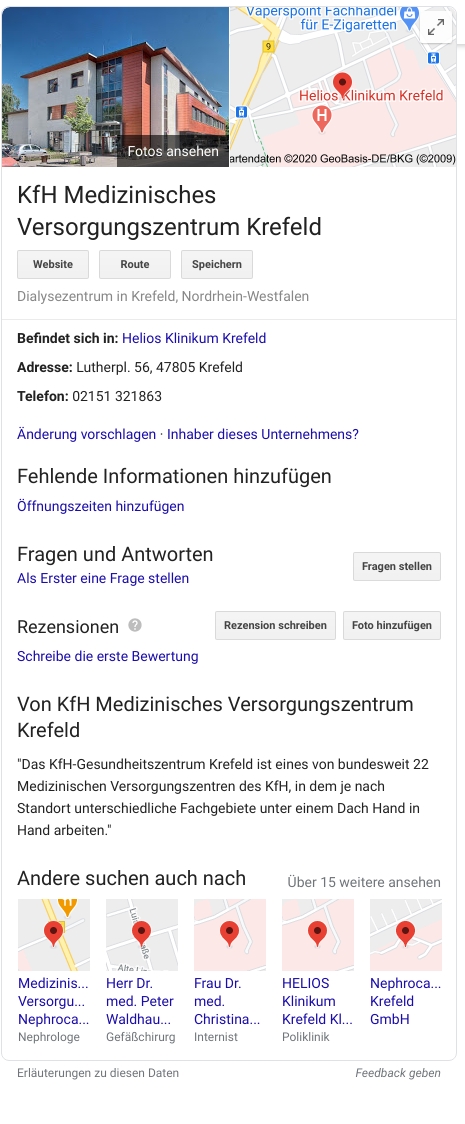 Vaperspoint Fachhandel
für E-Zigaretten
9
Helios Klinikum Krefeld
H
Fotos ansehen
artendaten ©2020 GeoBasis-DE/BKG (©2009)
KfH Medizinisches
Versorgungszentrum Krefeld
Website Route Speichern
Dialysezentrum in Krefeld, Nordrhein-Westfalen
Befindet sich in: Helios Klinikum Krefeld
Adresse: Lutherpl. 56, 47805 Krefeld
Telefon: 02151 321863
Änderung vorschlagen · Inhaber dieses Unternehmens?
Fehlende Informationen hinzufügen
Öffnungszeiten hinzufügen
Fragen und Antworten
Fragen stellen
Als Erster eine Frage stellen
Rezensionen ? Rezension schreiben Foto hinzufügen
Schreibe die erste Bewertung
Von KfH Medizinisches Versorgungszentrum
Krefeld
"Das KfH-Gesundheitszentrum Krefeld ist eines von bundesweit 22
Medizinischen Versorgungszentren des KfH, in dem je nach
Standort unterschiedliche Fachgebiete unter einem Dach Hand in
Hand arbeiten."
Andere suchen auch nach Über 15 weitere ansehen
Medizinis...
Versorgu...
Nephroca...
Nephrologe
Herr Dr.
med. Peter
Waldhau...
Gefäßchirurg
Frau Dr.
med.
Christina...
Internist
HELIOS
Klinikum
Krefeld Kl...
Poliklinik
Nephroca...
Krefeld
GmbH
Erläuterungen zu diesen Daten Feedback geben